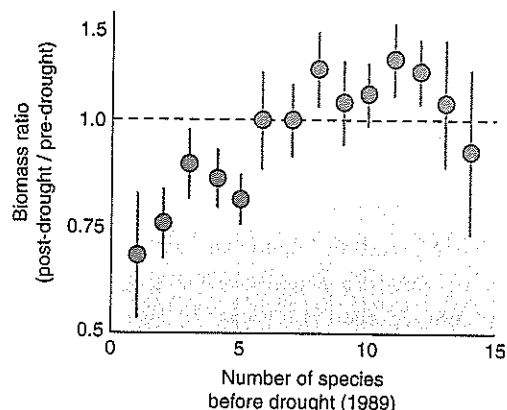 Biomass ratio
(post-drought / pre-drought)
1.5
1.0
0.75
0.5
0
5
10
15
Number of species
before drought (1989)